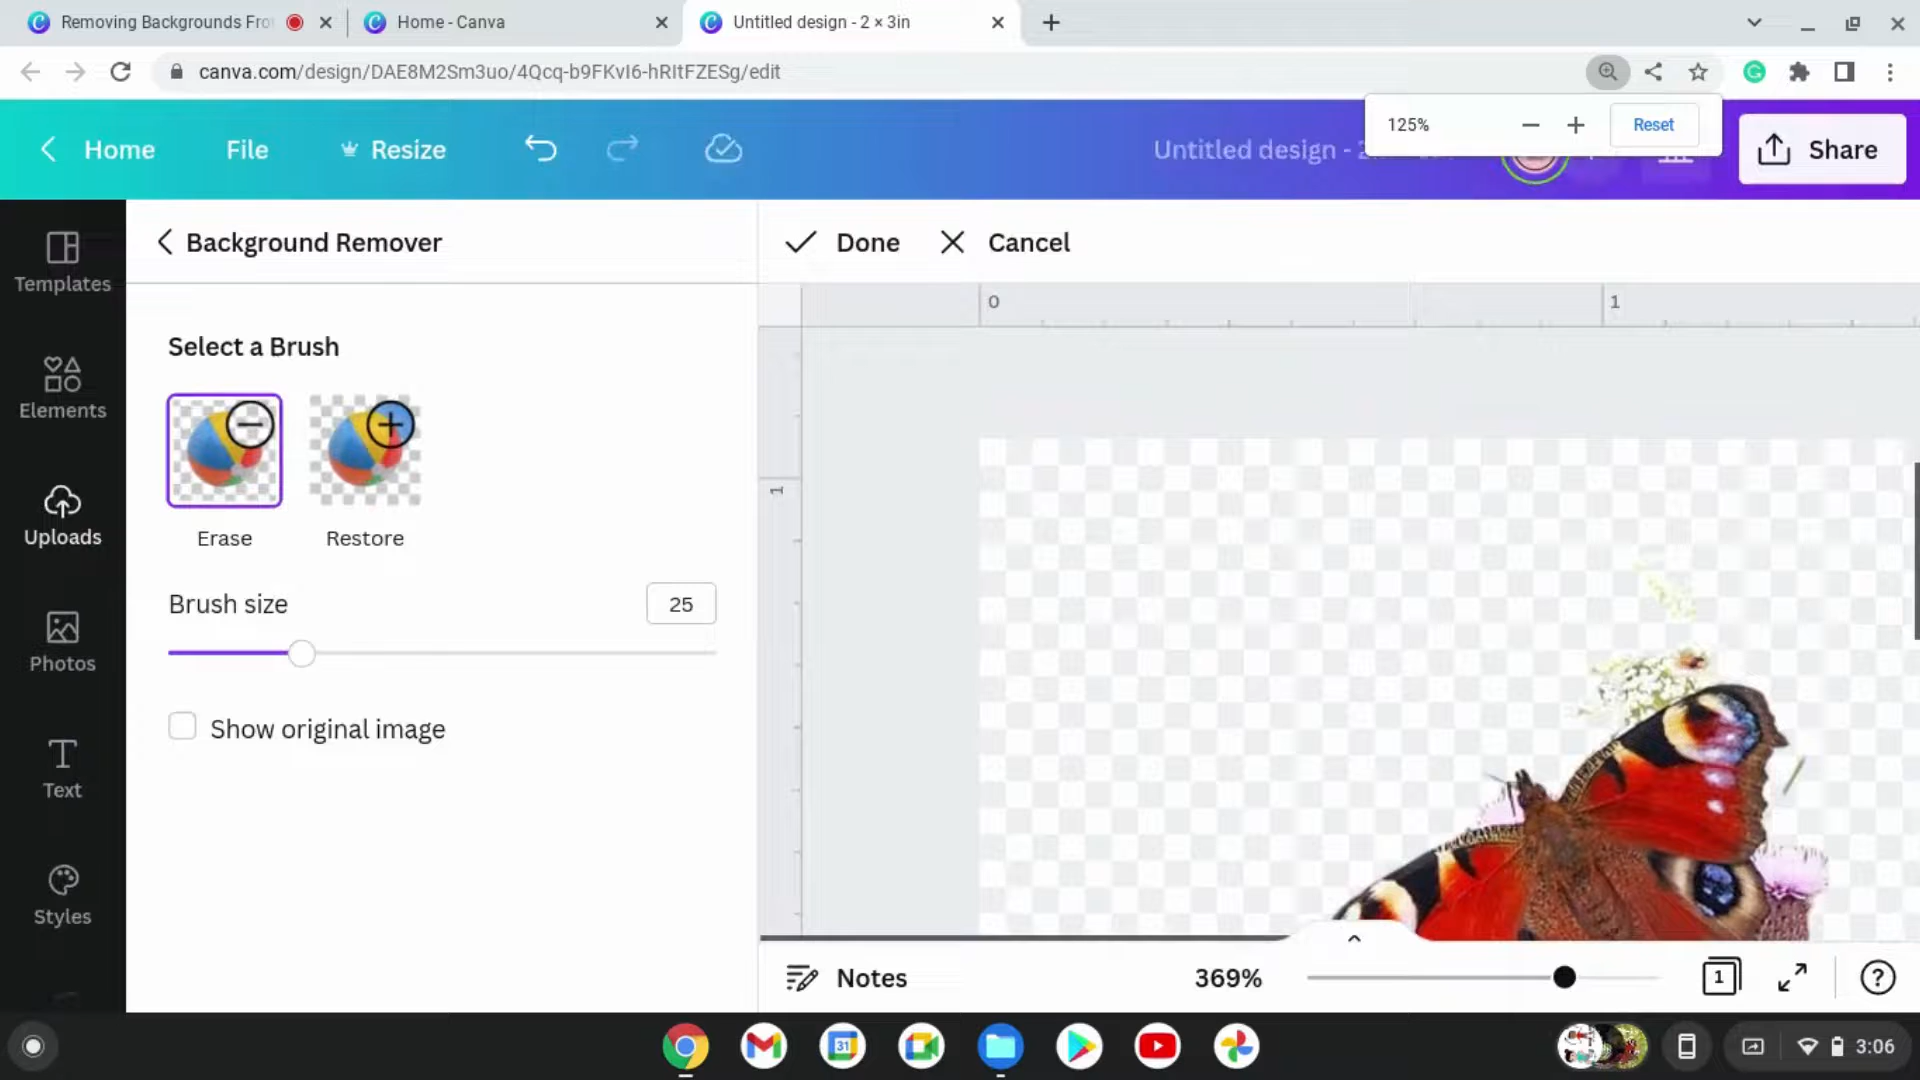 Removing Backgrounds Fro
Home - Canva
Untitled design - 2 × 3in
canva.com/design/DAE8M2Sm3uo/4Qcq-b9FKvI6-hRItFZESg/edit
125%
Reset
Home
File
Resize
Untitled design -
Share
Background Remover
Done
Cancel
Templates
Elements
Uploads
Photos
Text
Styles
Select a Brush
Erase
Restore
Brush size
25
Show original image
0
1
1
Notes
369%
1
31
3:06